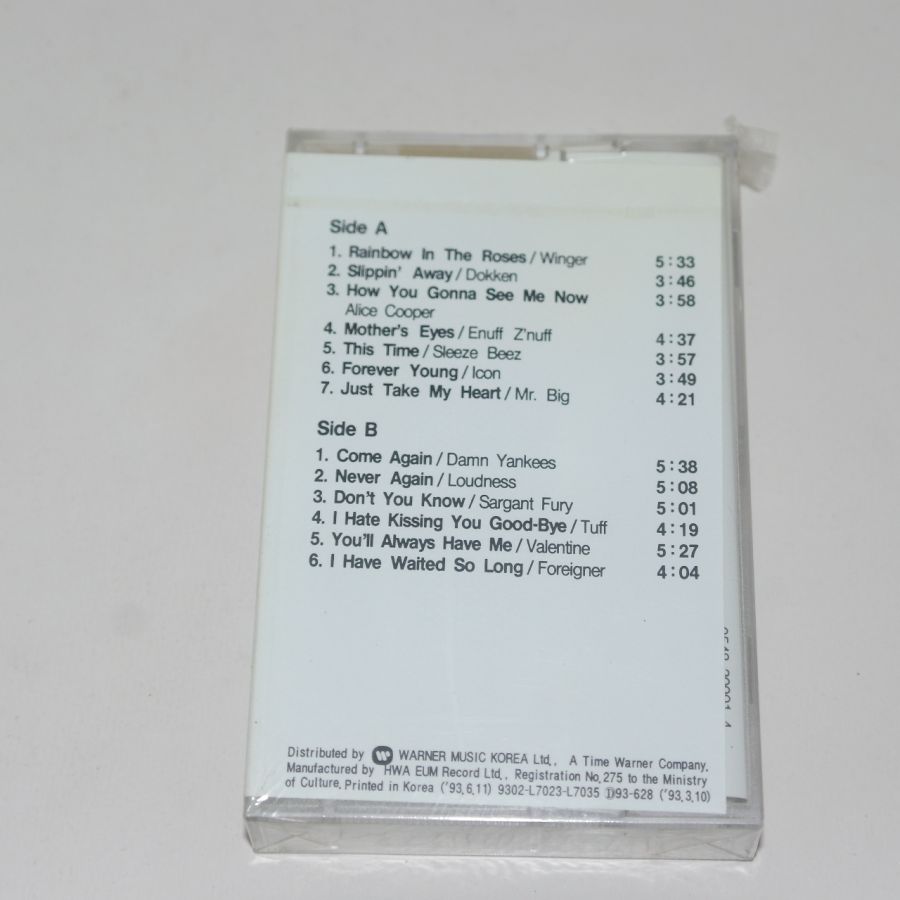 Side A
1. Rainbow In The Roses / Winger 5:33
2. Slippin' Away / Dokken 3:46
3. How You Gonna See Me Now 3:58
Alice Cooper
4. Mother's Eyes / Enuff Z'nuff 4:37
5. This Time / Sleeze Beez 3:57
6. Forever Young / Icon 3:49
7. Just Take My Heart / Mr. Big 4:21
Side B
1. Come Again / Damn Yankees 5:38
2. Never Again / Loudness 5:08
3. Don't You Know / Sargant Fury 5:01
4. I Hate Kissing You Good-Bye / Tuff 4:19
5. You'll Always Have Me / Valentine 5:27
6. I Have Waited So Long / Foreigner 4:04
Distributed by WARNER MUSIC KOREA Ltd., A Time Warner Company.
Manufactured by HWA EUM Record Ltd., Registration No. 275 to the Ministry
of Culture. Printed in Korea ('93.6.11) 9302-L7023-L7035 Ⓓ93-628 ('93.3.10)